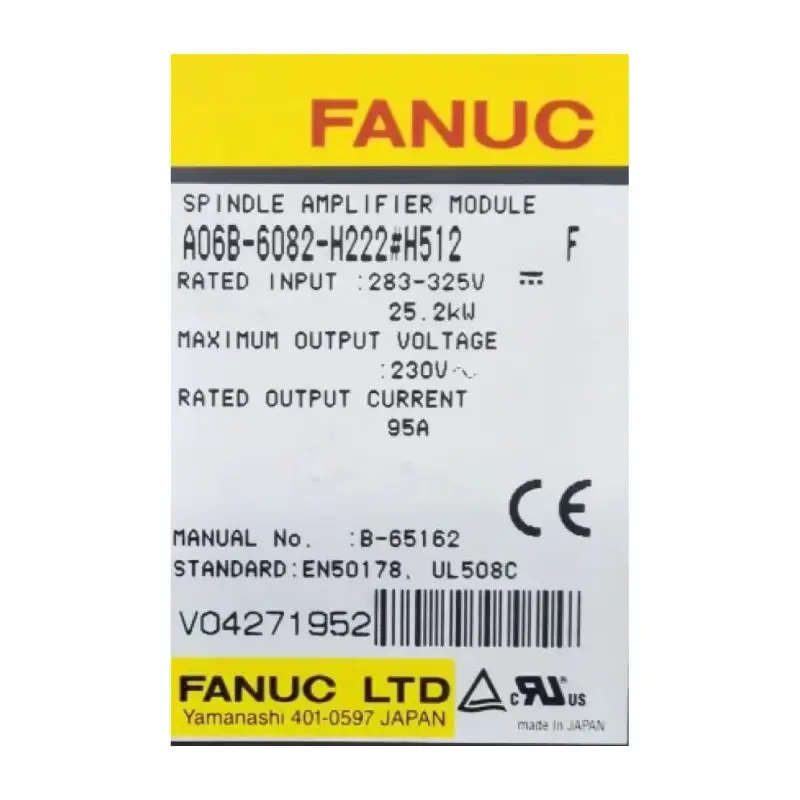 FANUC
SPINDLE AMPLIFIER MODULE
A06B-6082-H222#H512 F
RATED INPUT :283-325V ⎓
25.2kW
MAXIMUM OUTPUT VOLTAGE
:230V~
RATED OUTPUT CURRENT
95A
CE
MANUAL No. :B-65162
STANDARD:EN50178, UL508C
V04271952
FANUC LTD
Yamanashi 401-0597 JAPAN
c RU US
made in JAPAN